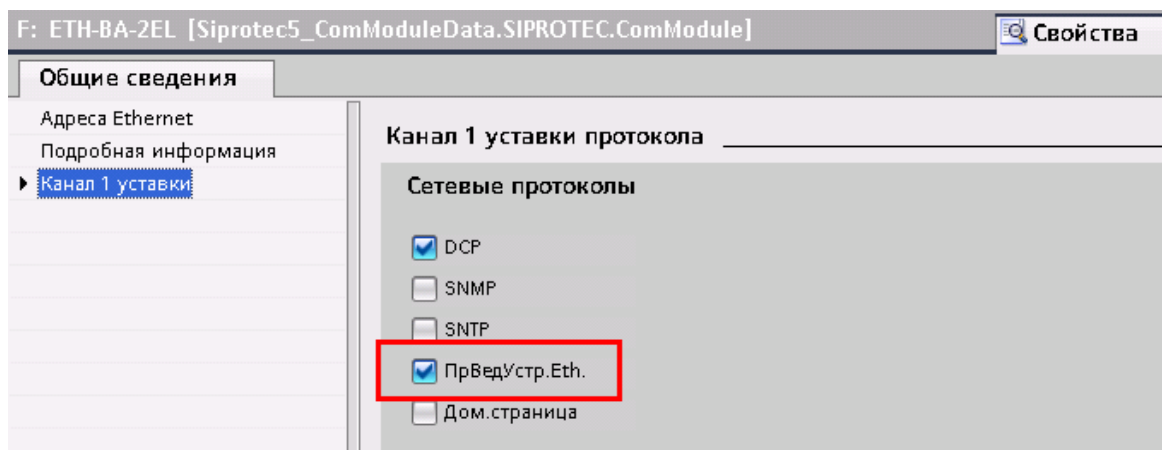 F: ETH-BA-2EL [Siprotec5_ComModuleData.SIPROTEC.ComModule]
Свойства
Общие сведения
Адреса Ethernet
Подробная информация
Канал 1 уставки
Канал 1 уставки протокола
Сетевые протоколы
DCP
SNMP
SNTP
ПрВедУстр.Eth.
Дом.страница